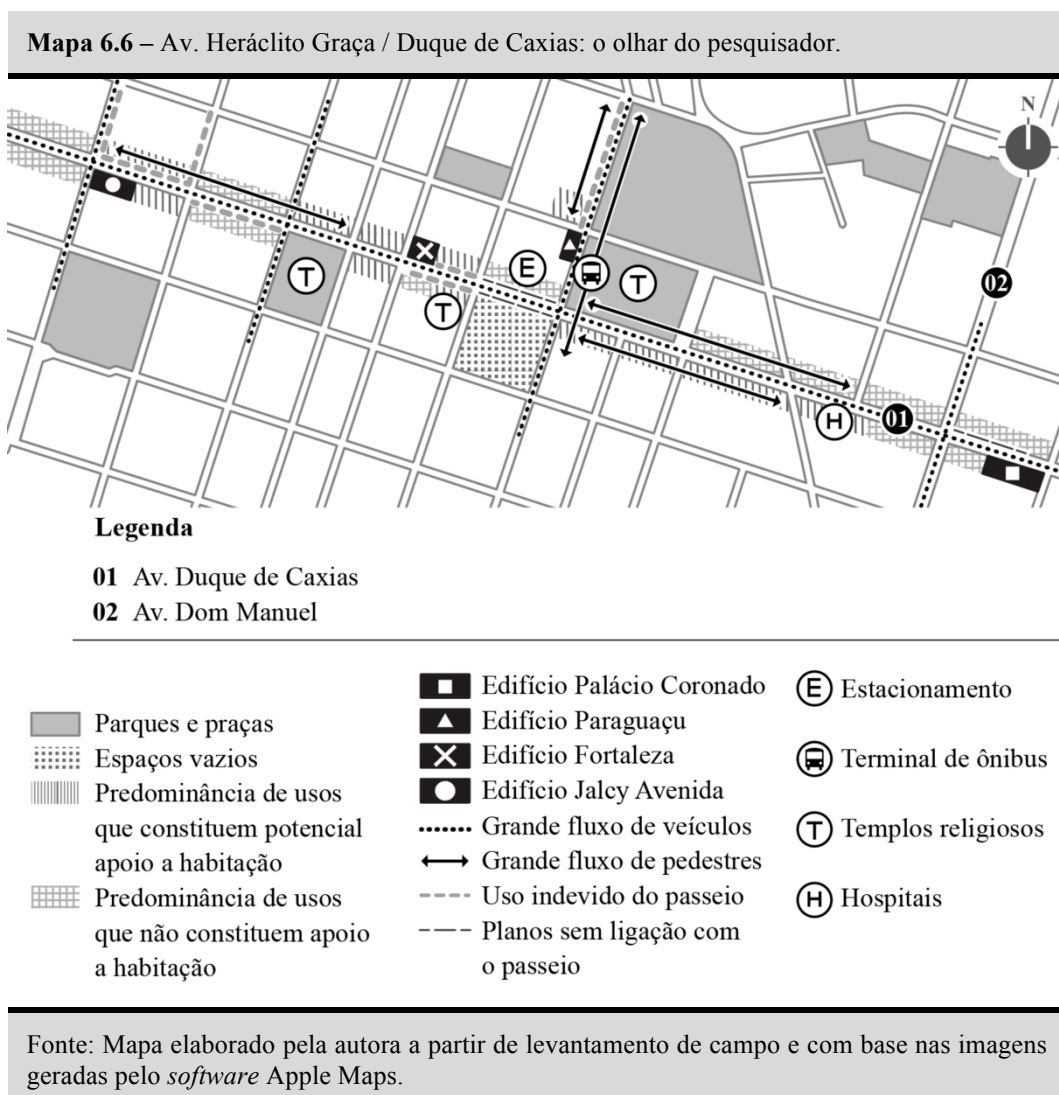 Mapa 6.6 – Av. Heráclito Graça / Duque de Caxias: o olhar do pesquisador.
N
T
E
T
T
02
H
01
Legenda
01 Av. Duque de Caxias
02 Av. Dom Manuel
Parques e praças
Espaços vazios
Predominância de usos
que constituem potencial
apoio a habitação
Predominância de usos
que não constituem apoio
a habitação
Edifício Palácio Coronado
Edifício Paraguaçu
Edifício Fortaleza
Edifício Jalcy Avenida
Grande fluxo de veículos
Grande fluxo de pedestres
Uso indevido do passeio
Planos sem ligação com
o passeio
E Estacionamento
Terminal de ônibus
T Templos religiosos
H Hospitais
Fonte: Mapa elaborado pela autora a partir de levantamento de campo e com base nas imagens
geradas pelo software Apple Maps.